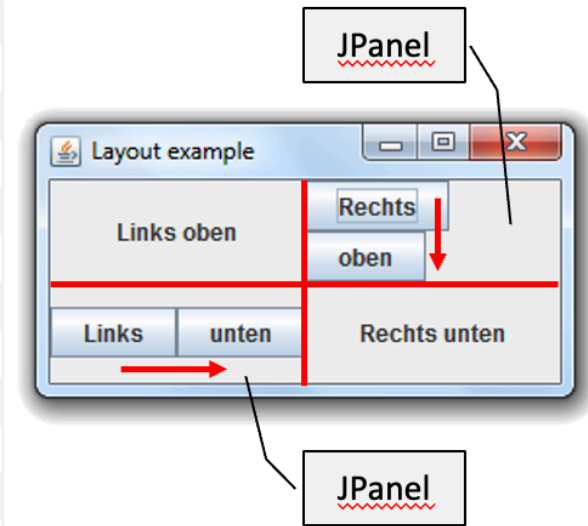 JPanel
Layout example
Links oben
Rechts
oben
Links unten
Rechts unten
JPanel